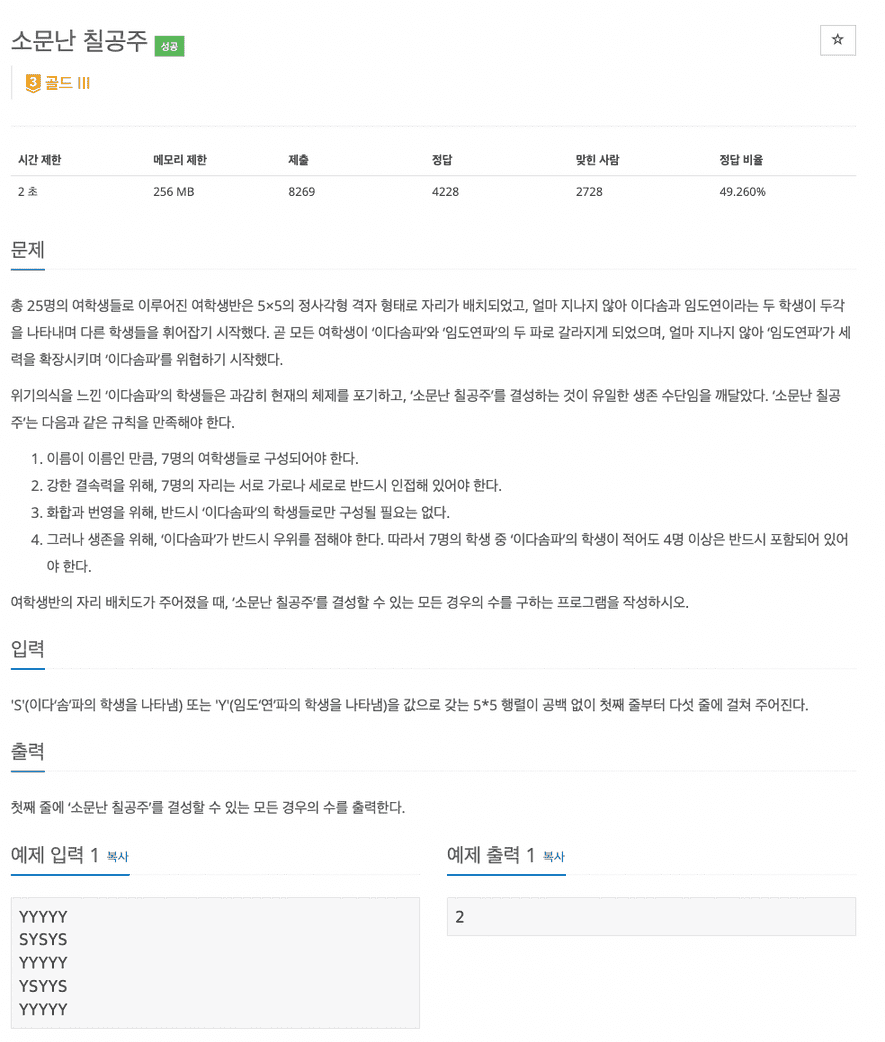 소문난 칠공주 성공
☆
3 골드 III
시간 제한 메모리 제한 제출 정답 맞힌 사람 정답 비율
2 초 256 MB 8269 4228 2728 49.260%
문제
총 25명의 여학생들로 이루어진 여학생반은 5×5의 정사각형 격자 형태로 자리가 배치되었고, 얼마 지나지 않아 이다솜과 임도연이라는 두 학생이 두각
을 나타내며 다른 학생들을 휘어잡기 시작했다. 곧 모든 여학생이 ‘이다솜파’와 ‘임도연파’의 두 파로 갈라지게 되었으며, 얼마 지나지 않아 ‘임도연파’가 세
력을 확장시키며 ‘이다솜파’를 위협하기 시작했다.
위기의식을 느낀 ‘이다솜파’의 학생들은 과감히 현재의 체제를 포기하고, ‘소문난 칠공주’를 결성하는 것이 유일한 생존 수단임을 깨달았다. ‘소문난 칠공
주’는 다음과 같은 규칙을 만족해야 한다.
1. 이름이 이름인 만큼, 7명의 여학생들로 구성되어야 한다.
2. 강한 결속력을 위해, 7명의 자리는 서로 가로나 세로로 반드시 인접해 있어야 한다.
3. 화합과 번영을 위해, 반드시 ‘이다솜파’의 학생들로만 구성될 필요는 없다.
4. 그러나 생존을 위해, ‘이다솜파’가 반드시 우위를 점해야 한다. 따라서 7명의 학생 중 ‘이다솜파’의 학생이 적어도 4명 이상은 반드시 포함되어 있어
야 한다.
여학생반의 자리 배치도가 주어졌을 때, ‘소문난 칠공주’를 결성할 수 있는 모든 경우의 수를 구하는 프로그램을 작성하시오.
입력
'S'(이다‘솜’파의 학생을 나타냄) 또는 'Y'(임도‘연’파의 학생을 나타냄)을 값으로 갖는 5*5 행렬이 공백 없이 첫째 줄부터 다섯 줄에 걸쳐 주어진다.
출력
첫째 줄에 ‘소문난 칠공주’를 결성할 수 있는 모든 경우의 수를 출력한다.
예제 입력 1 복사
YYYYY
SYSYS
YYYYY
YSYYS
YYYYY
예제 출력 1 복사
2